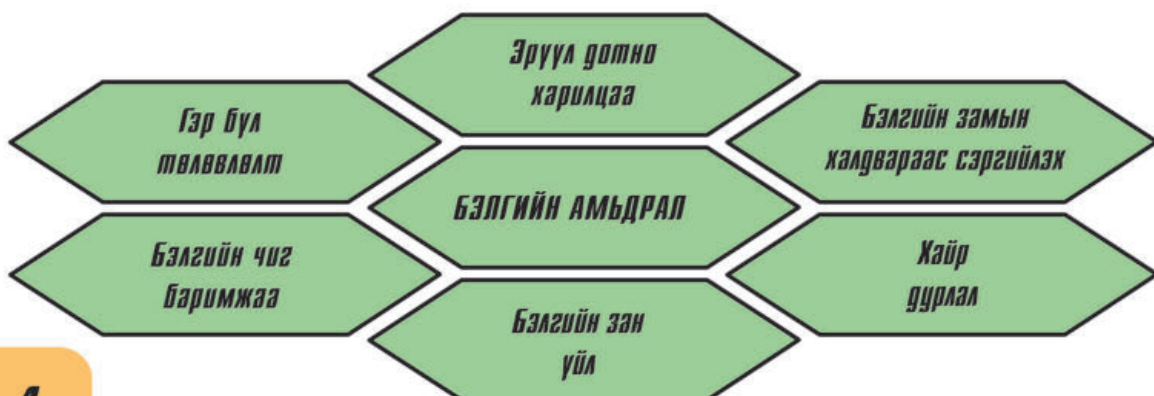 Эрүүл дотно
харилцаа
Гэр бүл
төлөвлөлт
Бэлгийн замын
халдвараас сэргийлэх
БЭЛГИЙН АМЬДРАЛ
Бэлгийн чиг
баримжаа
Хайр
дурлал
Бэлгийн зан
үйл